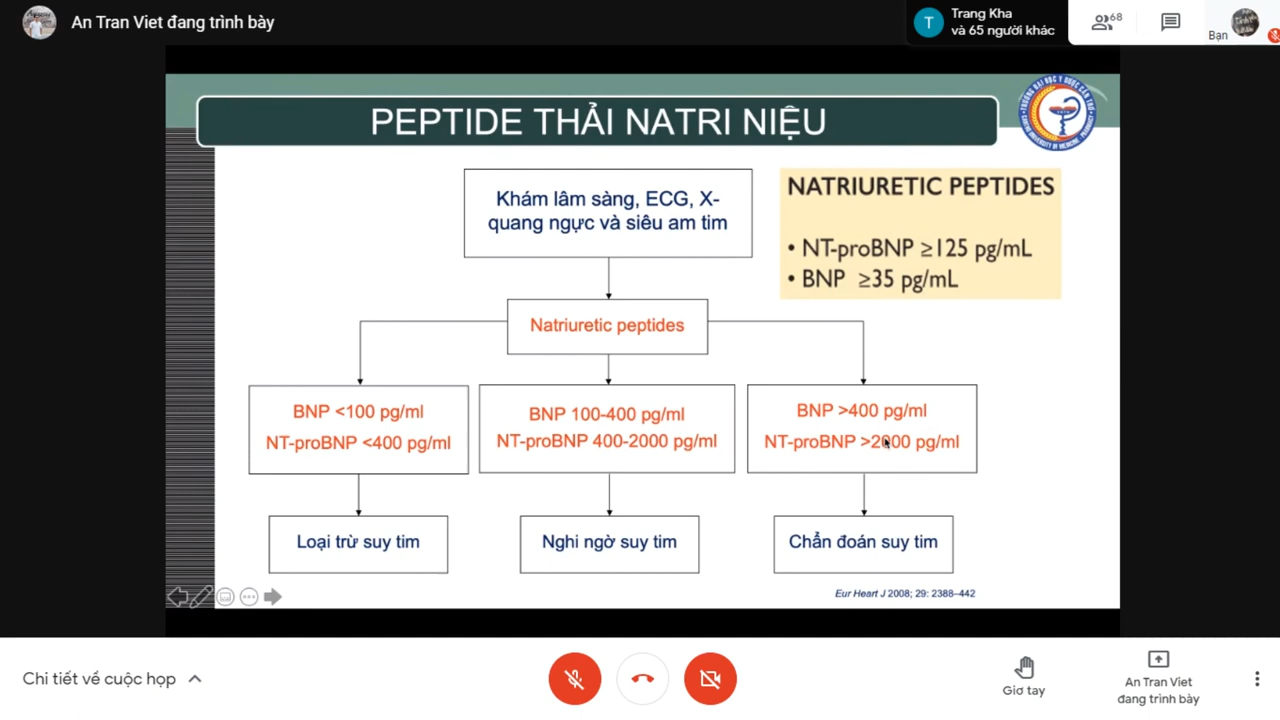 An Tran Viet đang trình bày
T
Trang Kha
và 65 người khác
68
Bạn
PEPTIDE THẢI NATRI NIỆU
Khám lâm sàng, ECG, X-
quang ngực và siêu am tim
NATRIURETIC PEPTIDES
• NT-proBNP ≥125 pg/mL
• BNP ≥35 pg/mL
Natriuretic peptides
BNP <100 pg/ml
NT-proBNP <400 pg/ml
BNP 100-400 pg/ml
NT-proBNP 400-2000 pg/ml
BNP >400 pg/ml
NT-proBNP >2000 pg/ml
Loại trừ suy tim
Nghi ngờ suy tim
Chẩn đoán suy tim
Eur Heart J 2008; 29: 2388–442
Chi tiết về cuộc họp
Giơ tay
An Tran Viet
đang trình bày